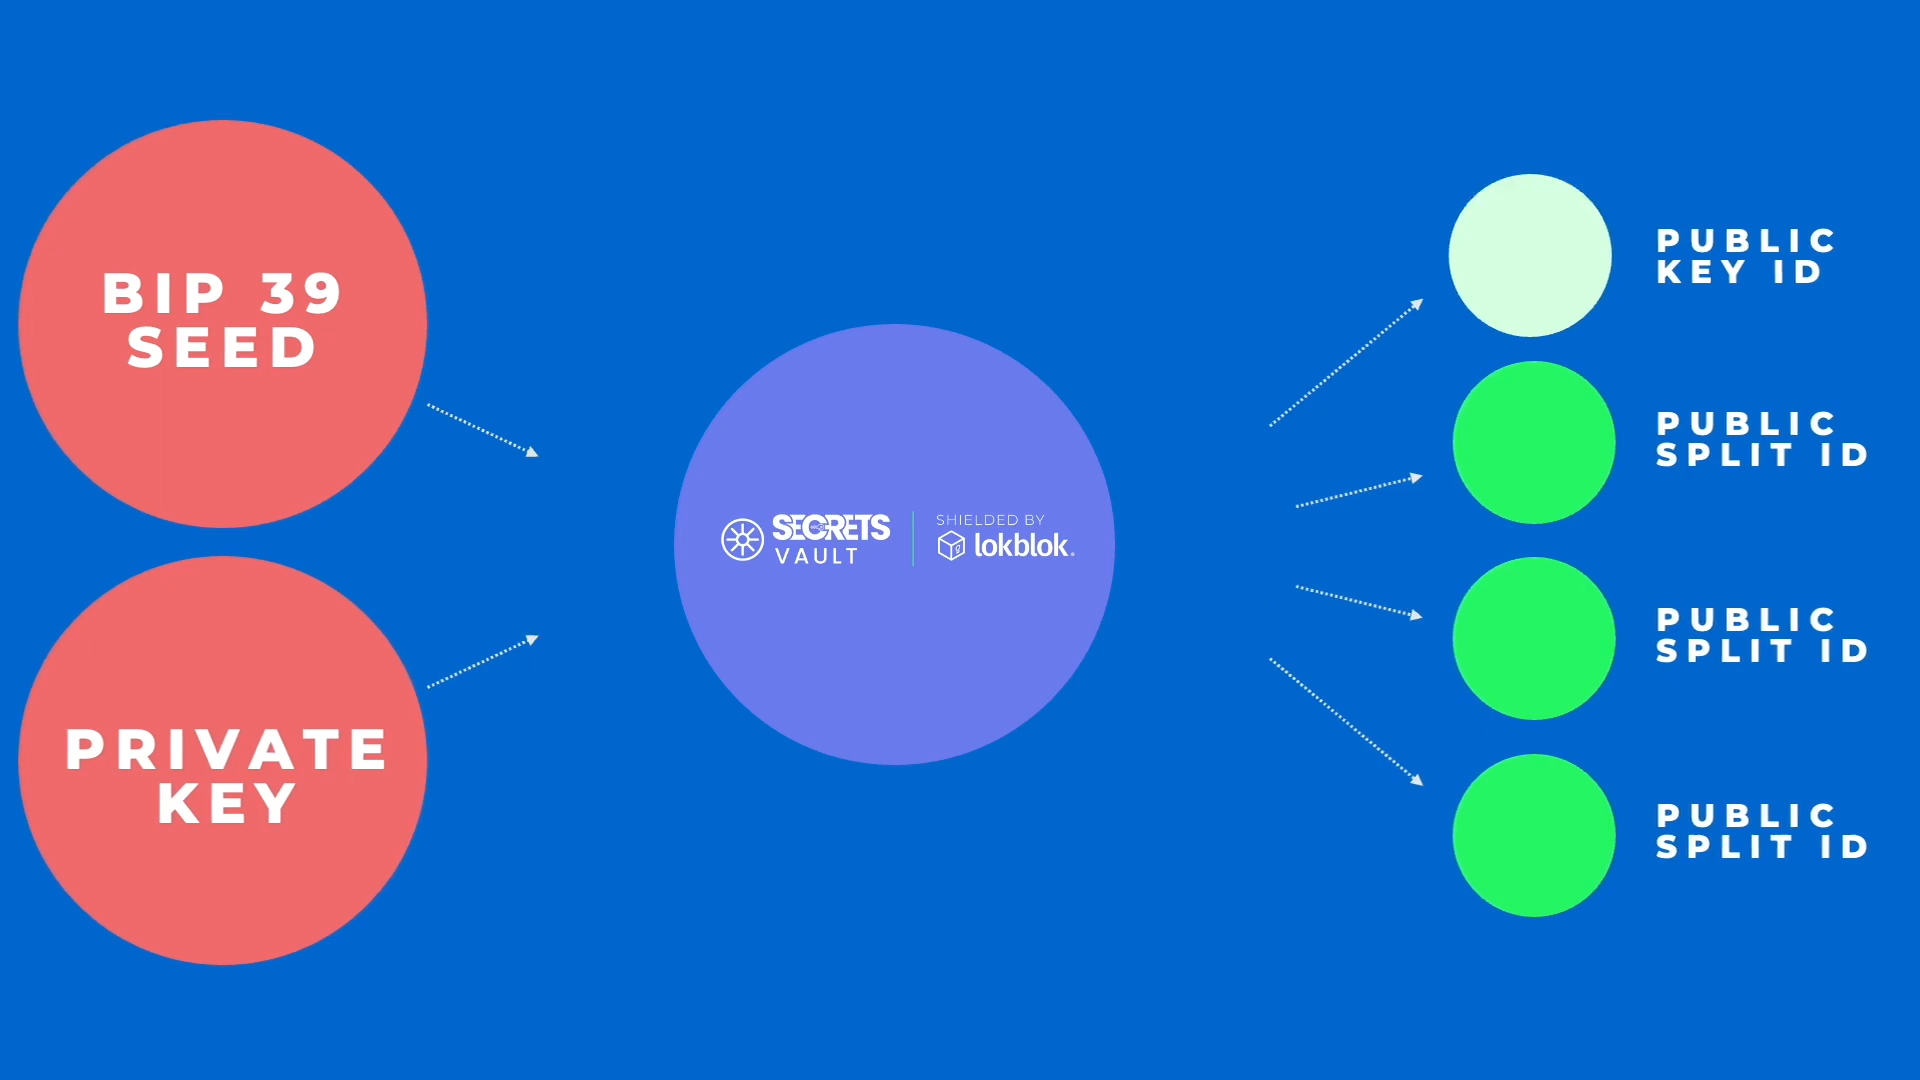 BIP 39
SEED
PRIVATE
KEY
SECRETS
VAULT
SHIELDED BY
lokblok.
PUBLIC
KEY ID
PUBLIC
SPLIT ID
PUBLIC
SPLIT ID
PUBLIC
SPLIT ID